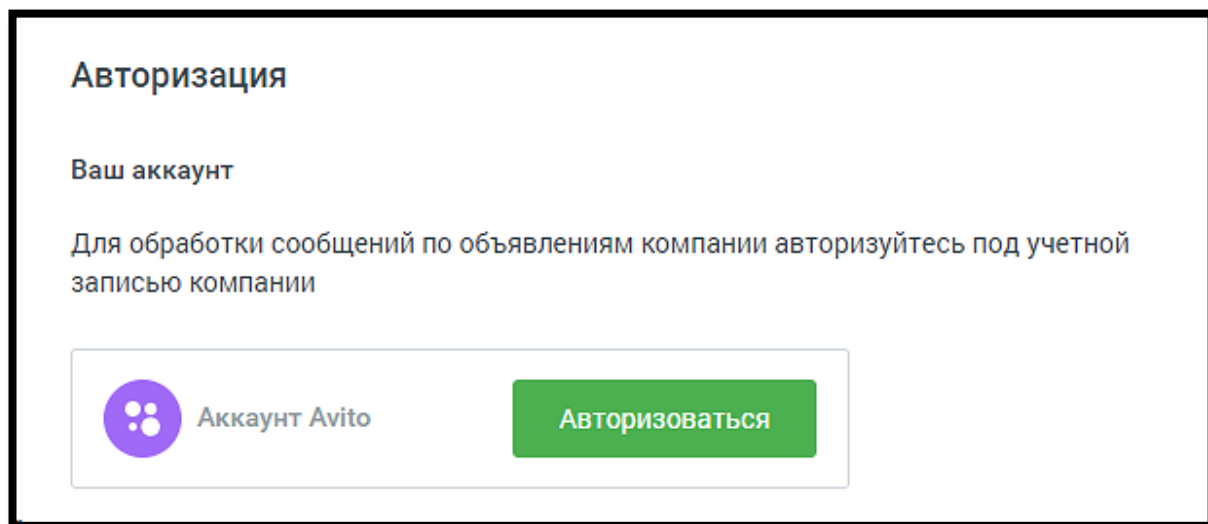 Авторизация
Ваш аккаунт
Для обработки сообщений по объявлениям компании авторизуйтесь под учетной
записью компании
Аккаунт Avito
Авторизоваться